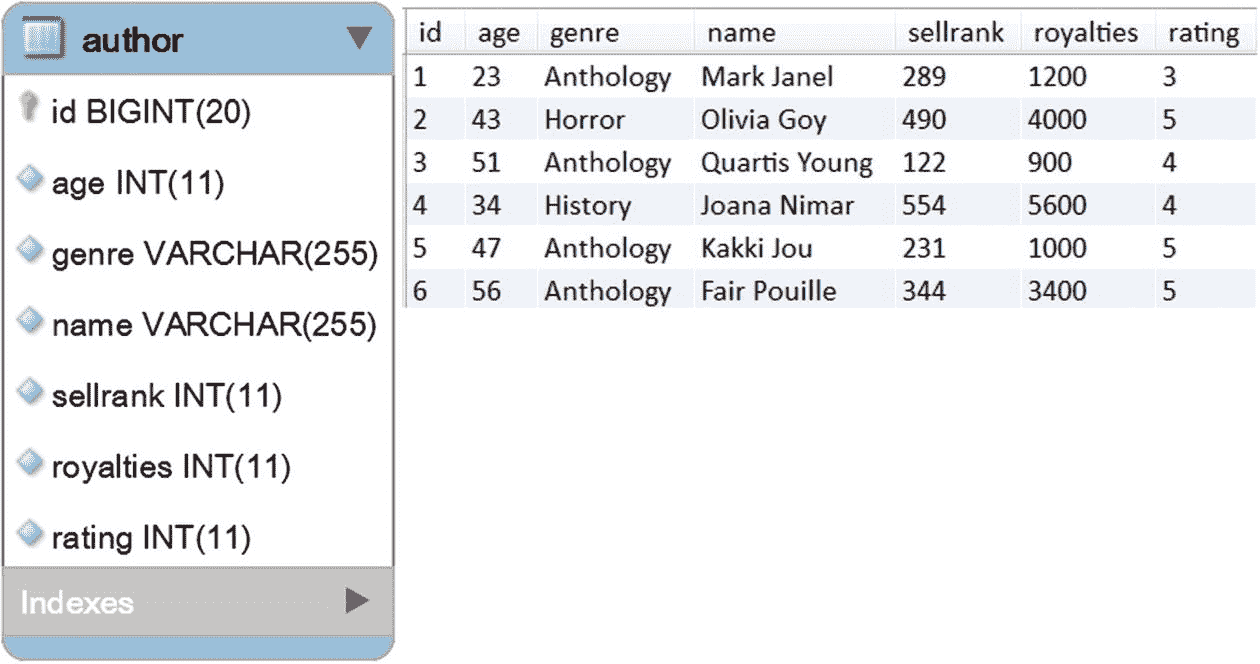 author
id BIGINT(20)
age INT(11)
genre VARCHAR(255)
name VARCHAR(255)
sellrank INT(11)
royalties INT(11)
rating INT(11)
Indexes
id age genre name sellrank royalties rating
1 23 Anthology Mark Janel 289 1200 3
2 43 Horror Olivia Goy 490 4000 5
3 51 Anthology Quartis Young 122 900 4
4 34 History Joana Nimar 554 5600 4
5 47 Anthology Kakki Jou 231 1000 5
6 56 Anthology Fair Pouille 344 3400 5